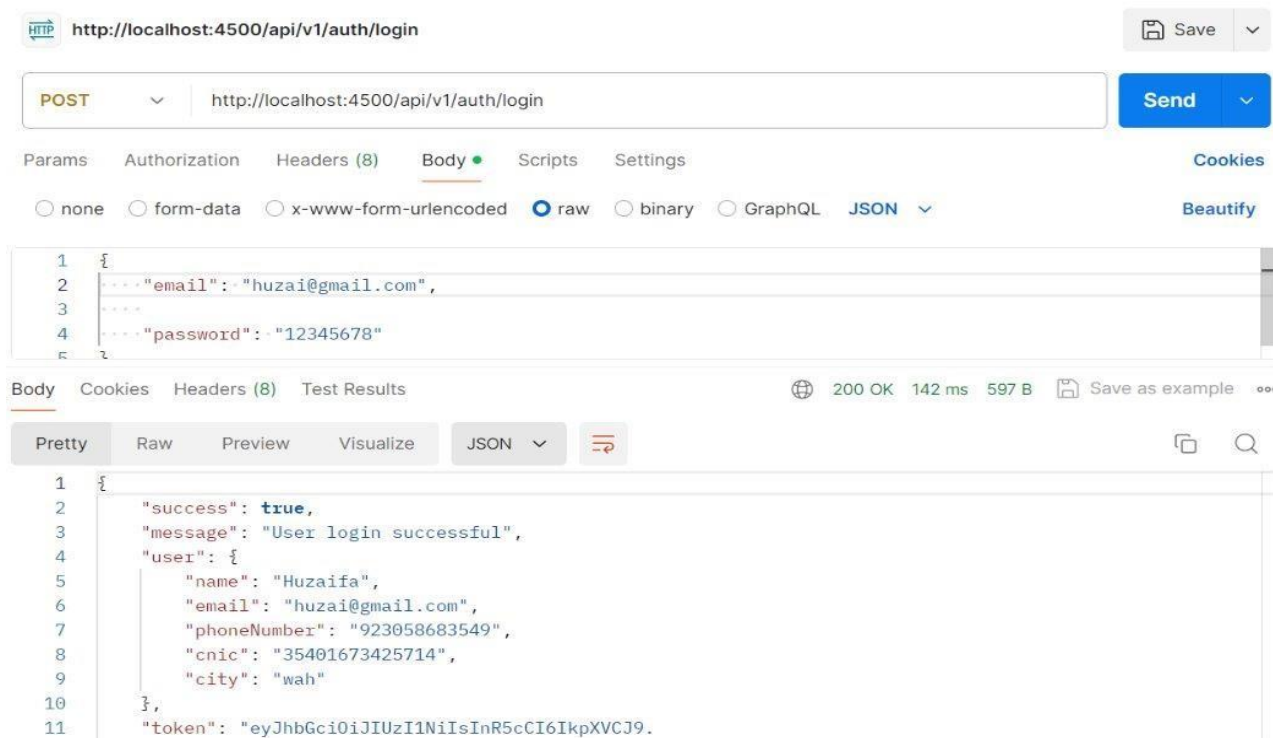 HTTP http://localhost:4500/api/v1/auth/login Save
POST http://localhost:4500/api/v1/auth/login Send
Params Authorization Headers (8) Body Scripts Settings Cookies
none form-data x-www-form-urlencoded raw binary GraphQL JSON Beautify
1 {
2 "email": "huzai@gmail.com",
3
4 "password": "12345678"
5 }
Body Cookies Headers (8) Test Results 200 OK 142 ms 597 B Save as example
Pretty Raw Preview Visualize JSON
1 {
2 "success": true,
3 "message": "User login successful",
4 "user": {
5 "name": "Huzaifa",
6 "email": "huzai@gmail.com",
7 "phoneNumber": "923058683549",
8 "cnic": "35401673425714",
9 "city": "wah"
10 },
11 "token": "eyJhbGciOiJIUzI1NiIsInR5cCI6IkpXVCJ9.